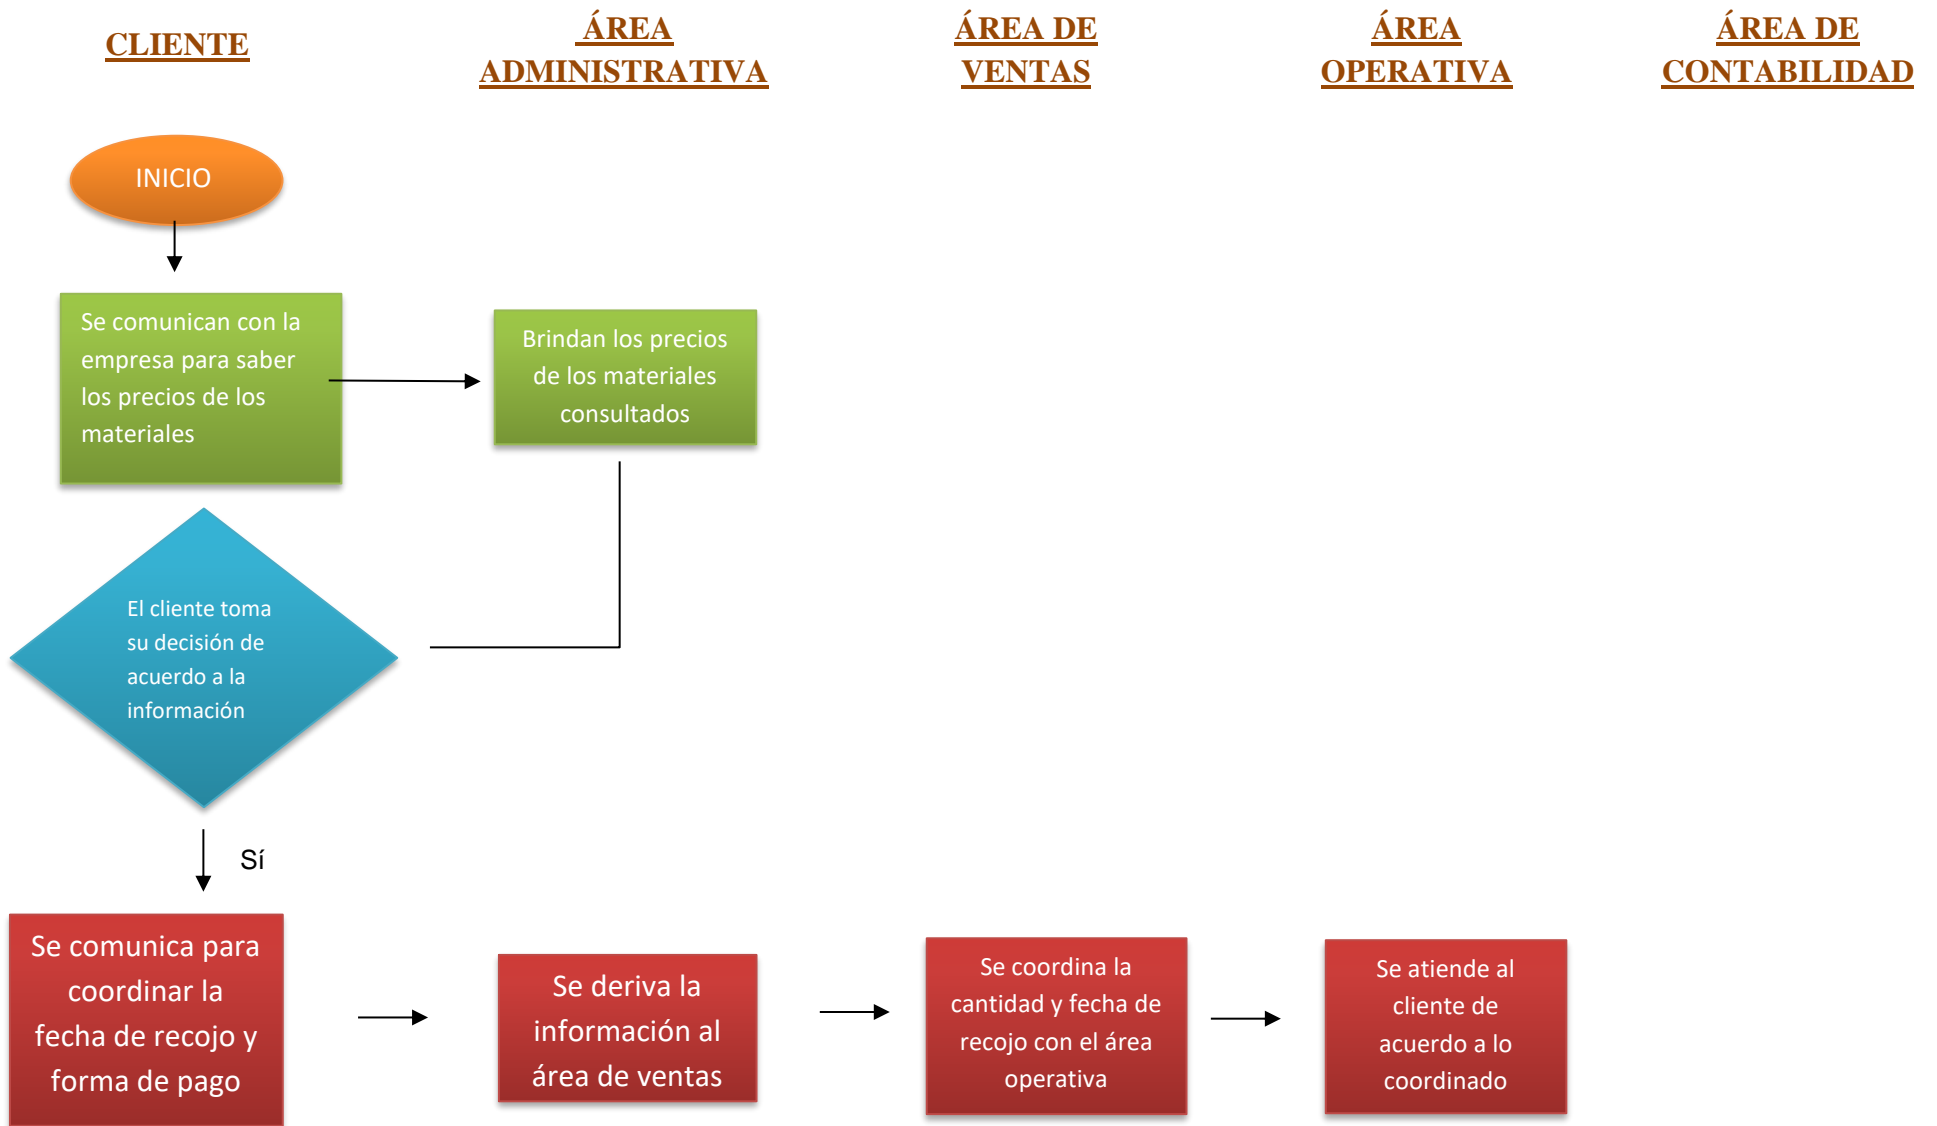 CLIENTE
ÁREA
ADMINISTRATIVA
ÁREA DE
VENTAS
ÁREA
OPERATIVA
ÁREA DE
CONTABILIDAD
INICIO
Se comunican con la
empresa para saber
los precios de los
materiales
Brindan los precios
de los materiales
consultados
El cliente toma
su decisión de
acuerdo a la
información
Sí
Se comunica para
coordinar la
fecha de recojo y
forma de pago
Se deriva la
información al
área de ventas
Se coordina la
cantidad y fecha de
recojo con el área
operativa
Se atiende al
cliente de
acuerdo a lo
coordinado